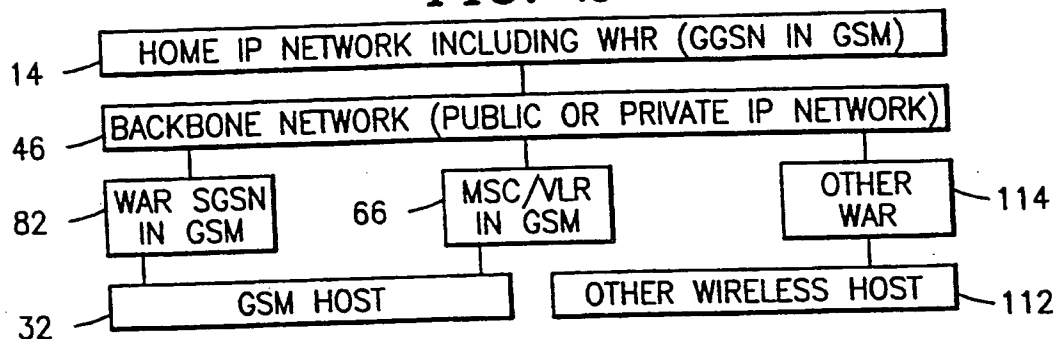 14
HOME IP NETWORK INCLUDING WHR (GGSN IN GSM)
46
BACKBONE NETWORK (PUBLIC OR PRIVATE IP NETWORK)
82
WAR SGSN
IN GSM
66
MSC/VLR
IN GSM
OTHER
WAR
114
32
GSM HOST
OTHER WIRELESS HOST
112